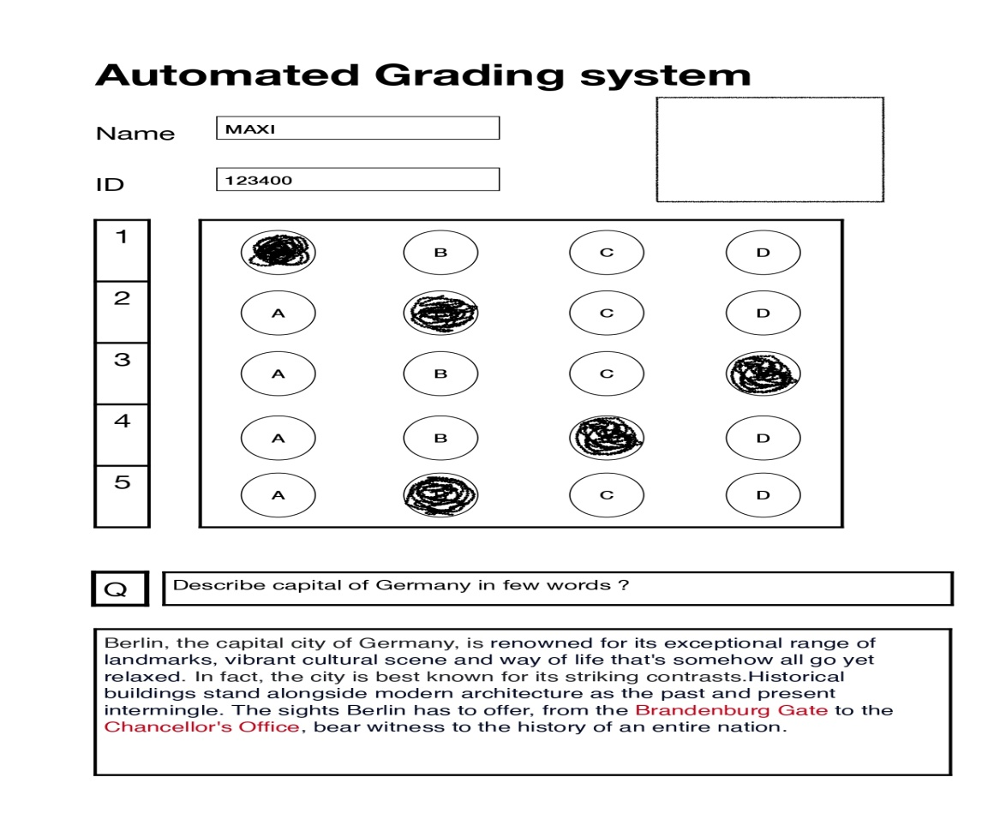 Automated Grading system
Name MAXI
ID 123400
1 B C D
2 A C D
3 A B C
4 A B D
5 A C D
Q Describe capital of Germany in few words ?
Berlin, the capital city of Germany, is renowned for its exceptional range of
landmarks, vibrant cultural scene and way of life that's somehow all go yet
relaxed. In fact, the city is best known for its striking contrasts.Historical
buildings stand alongside modern architecture as the past and present
intermingle. The sights Berlin has to offer, from the Brandenburg Gate to the
Chancellor's Office, bear witness to the history of an entire nation.